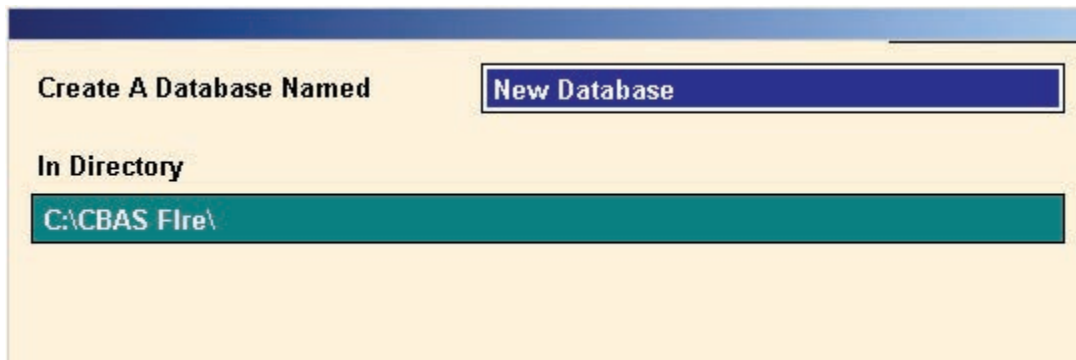 Create A Database Named
New Database
In Directory
C:\CBAS FIre\